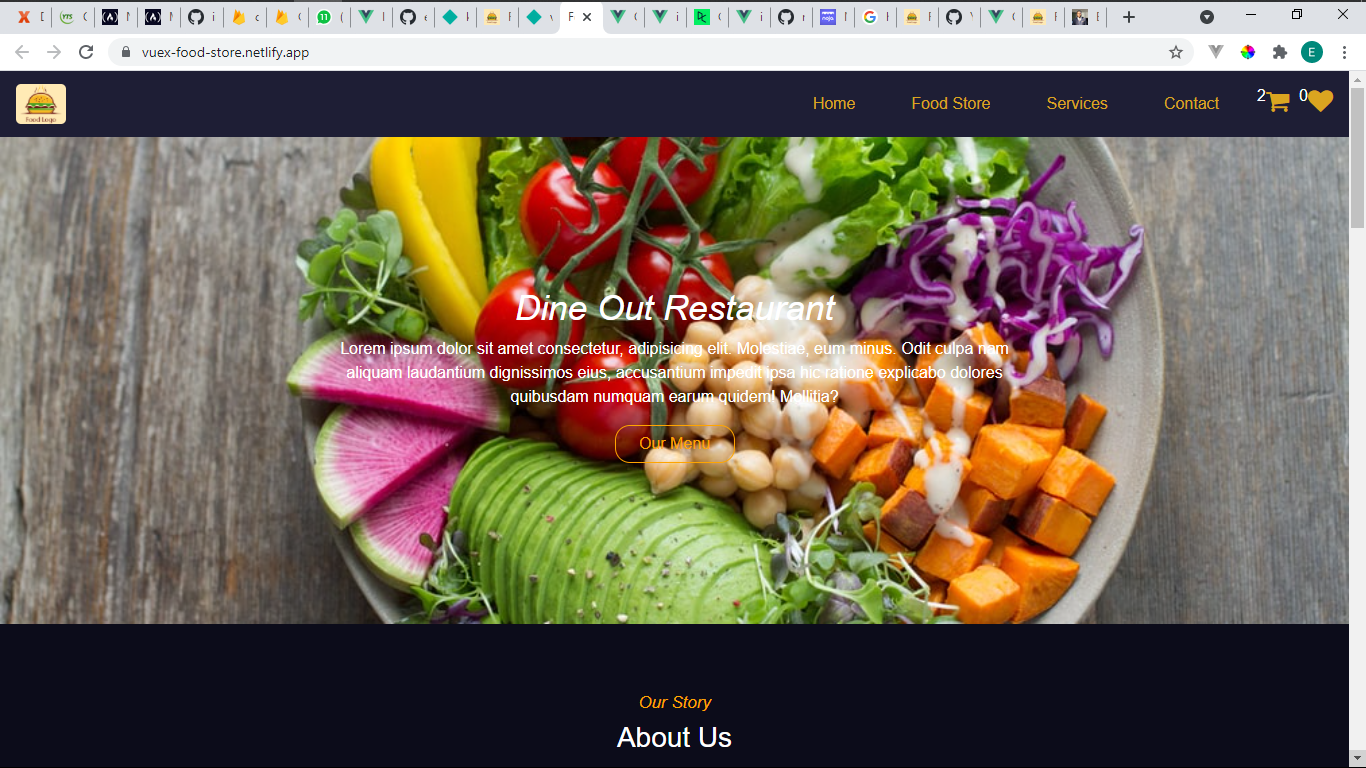 vuex-food-store.netlify.app
E
Food Logo
Home
Food Store
Services
Contact
2
0
Dine Out Restaurant
Lorem ipsum dolor sit amet consectetur, adipisicing elit. Molestiae, eum minus. Odit culpa nam
aliquam laudantium dignissimos eius, accusantium impedit ipsa hic ratione explicabo dolores
quibusdam numquam earum quidem! Mollitia?
Our Menu
Our Story
About Us